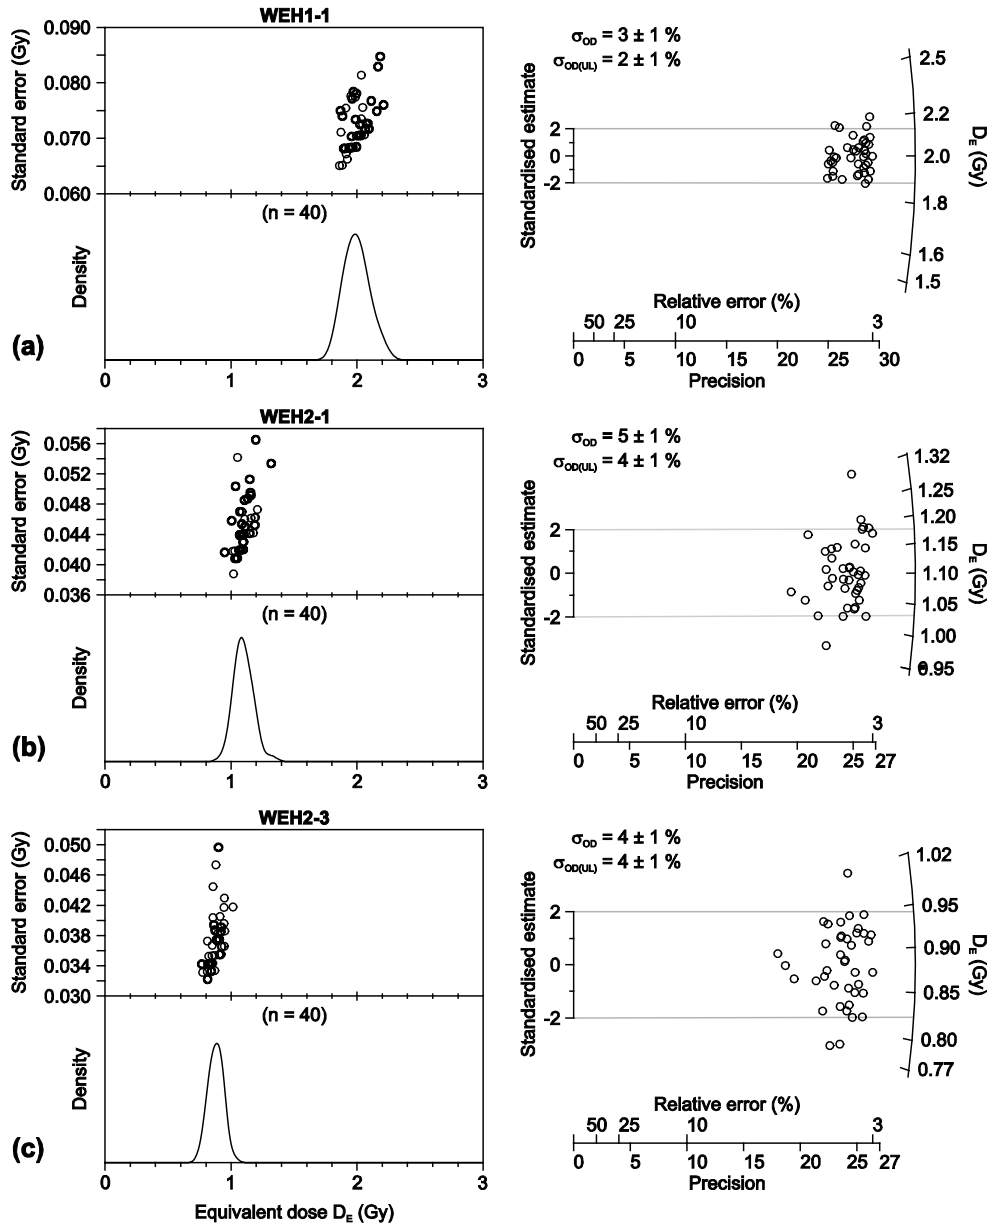 WEH1-1
0.090
0.080
0.070
0.060
Standard error (Gy)
(n = 40)
Density
(a)
0 1 2 3
σOD = 3 ± 1 %
σOD(UL) = 2 ± 1 %
Standardised estimate
2
0
-2
2.5
2.2
2.0
1.8
1.6
1.5
DE (Gy)
Relative error (%)
50 25 10 3
0 5 10 15 20 25 30
Precision
WEH2-1
0.056
0.052
0.048
0.044
0.040
0.036
Standard error (Gy)
(n = 40)
Density
(b)
0 1 2 3
σOD = 5 ± 1 %
σOD(UL) = 4 ± 1 %
Standardised estimate
2
0
-2
1.32
1.25
1.20
1.15
1.10
1.05
1.00
0.95
DE (Gy)
Relative error (%)
50 25 10 3
0 5 10 15 20 25 27
Precision
WEH2-3
0.050
0.046
0.042
0.038
0.034
0.030
Standard error (Gy)
(n = 40)
Density
(c)
0 1 2 3
Equivalent dose DE (Gy)
σOD = 4 ± 1 %
σOD(UL) = 4 ± 1 %
Standardised estimate
2
0
-2
1.02
0.95
0.90
0.85
0.80
0.77
DE (Gy)
Relative error (%)
50 25 10 3
0 5 10 15 20 25 27
Precision